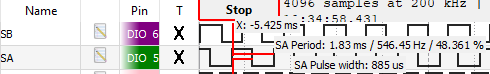 Name Pin T Stop 4096 samples at 200 kHz |
:34:58.431
X: -5.425 ms
SB DIO 6 X
SA Period: 1.83 ms / 546.45 Hz / 48.361 %
SA DIO 5 X
SA Pulse width: 885 us